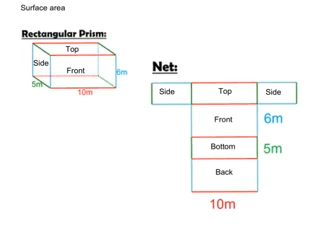 Surface area
Rectangular Prism:
Top
Side
Front
6m
5m
10m
Net:
Side
Top
Side
Front
6m
Bottom
5m
Back
10m